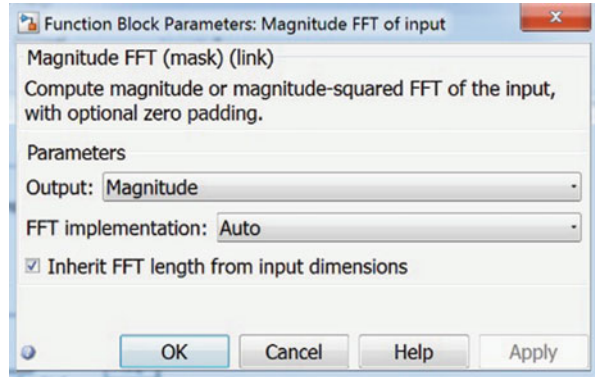 Function Block Parameters: Magnitude FFT of input
Magnitude FFT (mask) (link)
Compute magnitude or magnitude-squared FFT of the input,
with optional zero padding.
Parameters
Output: Magnitude
FFT implementation: Auto
Inherit FFT length from input dimensions
OK Cancel Help Apply